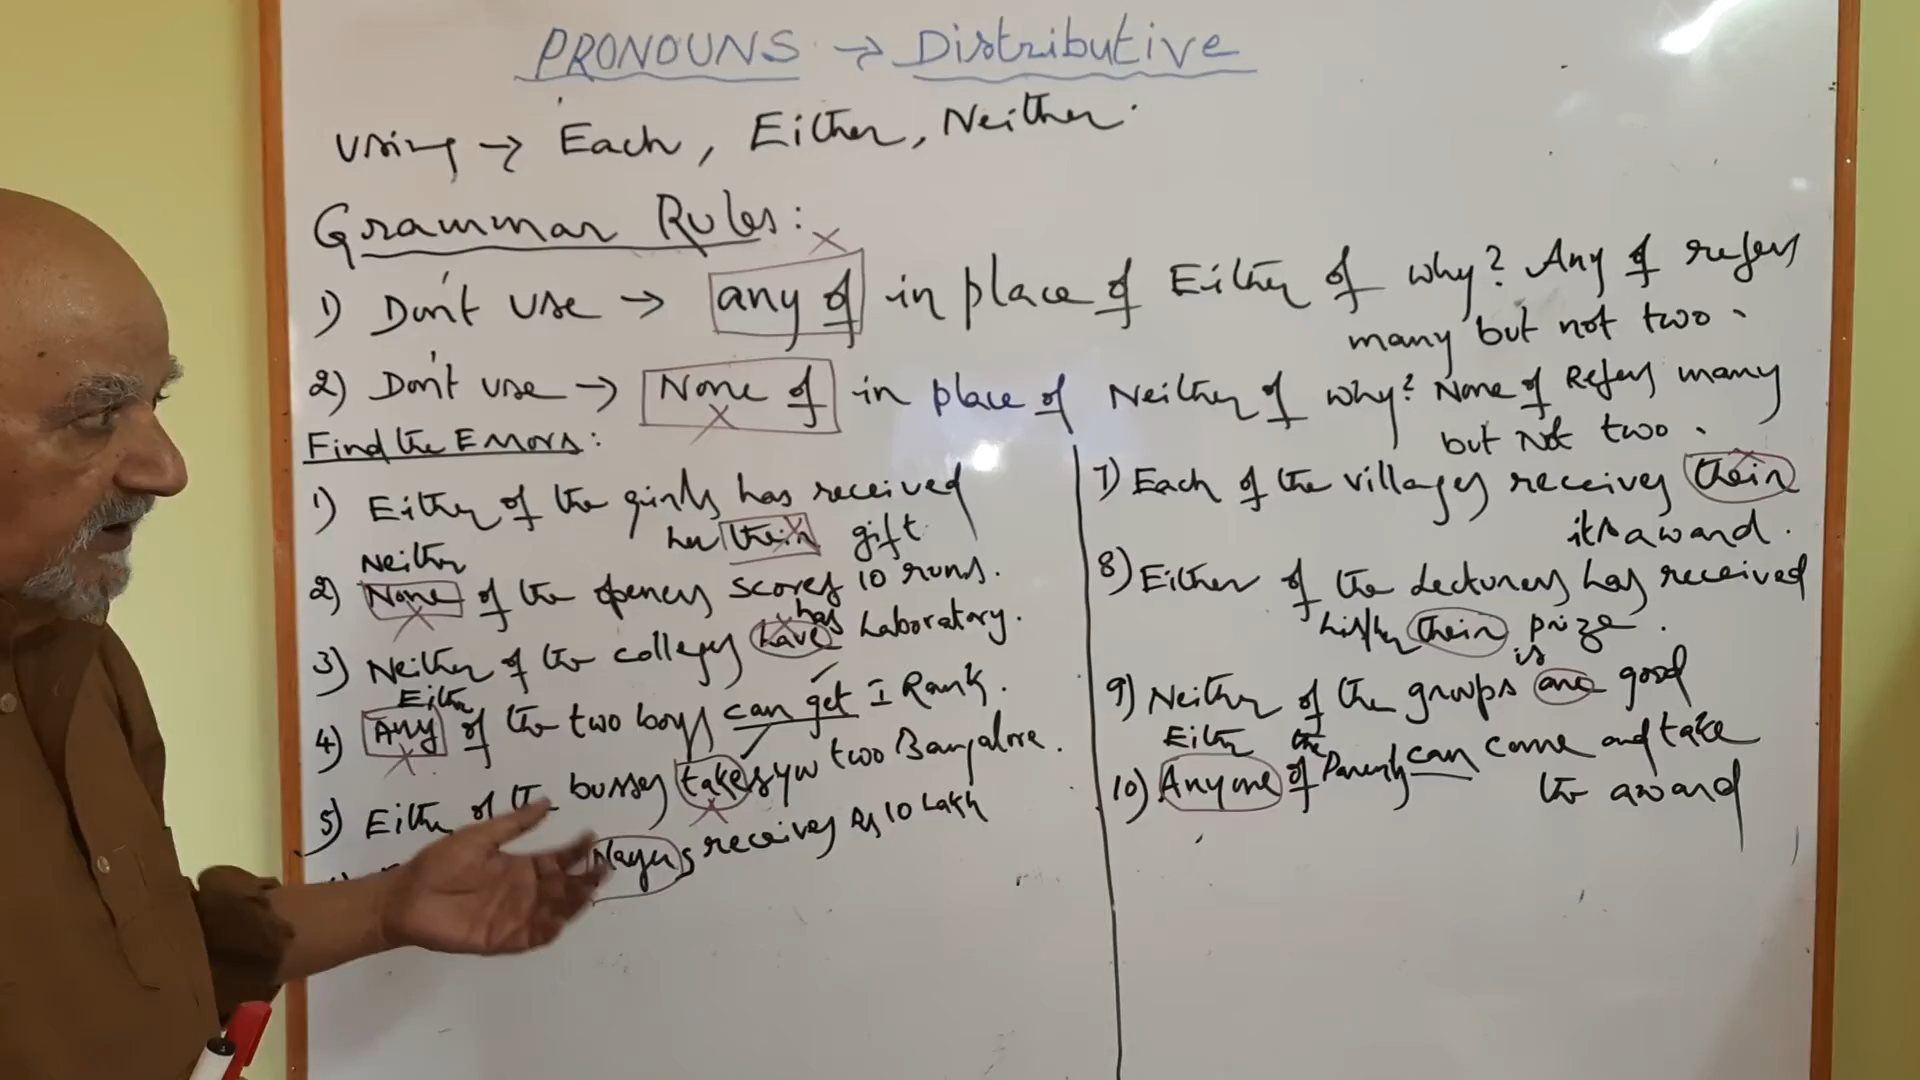 PRONOUNS → Distributive
Using → Each, Either, Neither.
Grammar Rules:
x
1) Don't use → any of in place of Either of why? Any of refers
many but not two.
2) Don't use → None of in place of Neither of why? None of Refers many
but Not two.
Find the Errors:
1) Either of the girls has received
her their gift
Neither
2) None of the openers scores 10 runs.
has
3) Neither of the colleges have Laboratory.
Either
4) Any of the two boys can get I Rank.
5) Either of the busses takes you two Bangalore.
Players receives Rs 10 Lakh
7) Each of the villages receives their
its award.
8) Either of the Lecturers has received
his/her their prize.
is
9) Neither of the groups are good
Either the
10) Anyone of Parents can come and take
the award